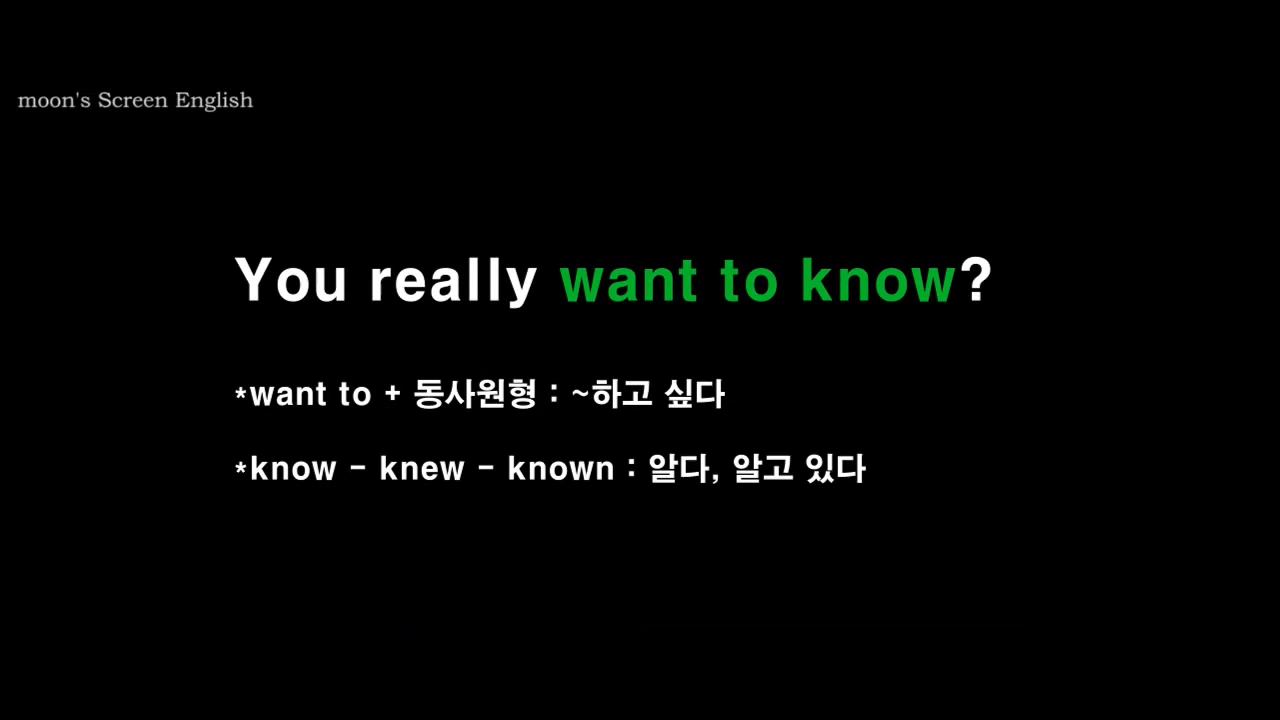 moon's Screen English
You really want to know?
*want to + 동사원형 : ~하고 싶다
*know - knew - known : 알다, 알고 있다